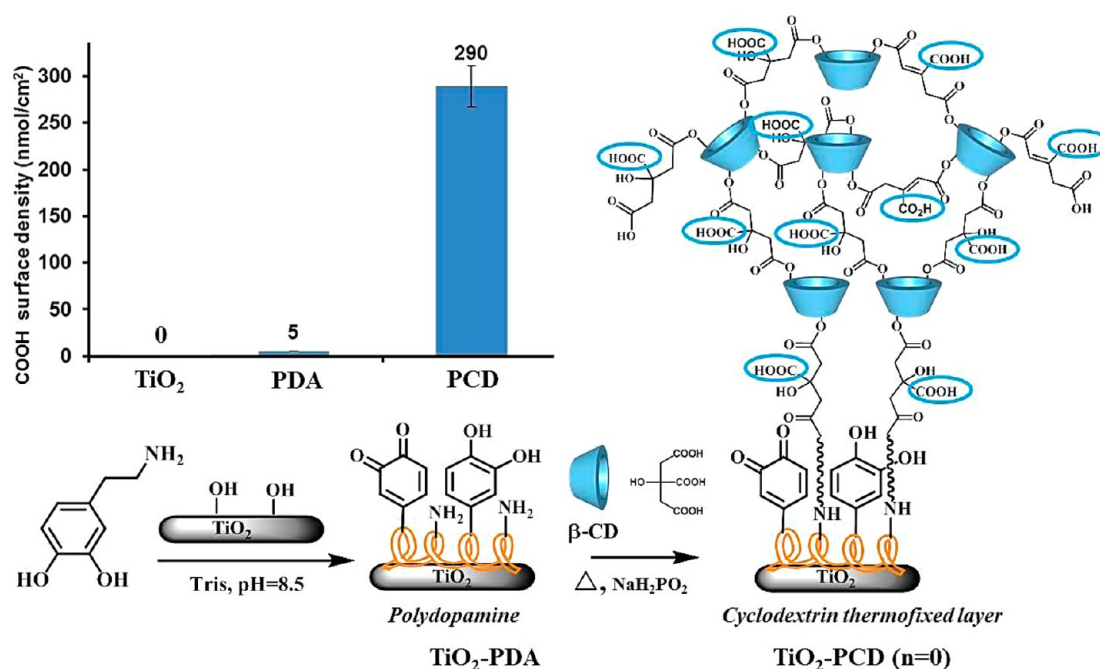 COOH surface density (nmol/cm²)
300
250
200
150
100
50
0
0
5
290
TiO₂
PDA
PCD
HOOC
HO
O
O
O
O
O
O
COOH
O
O
O
O
O
O
HOOC
HO
O
O
O
O
HOOC
HO
O
HO
O
O
O
O
O
O
CO₂H
O
O
O
O
COOH
O
OH
O
O
HOOC
HO
O
O
HOOC
HO
O
O
OH
COOH
O
O
O
O
HOOC
HO
O
O
O
OH
COOH
O
NH₂
HO
OH
OH
OH
TiO₂
Tris, pH=8.5
O
O
OH
OH
NH₂
NH₂
TiO₂
Polydopamine
TiO₂-PDA
β-CD
COOH
HO
COOH
COOH
△, NaH₂PO₂
O
O
OH
OH
NH
NH
TiO₂
Cyclodextrin thermofixed layer
TiO₂-PCD (n=0)